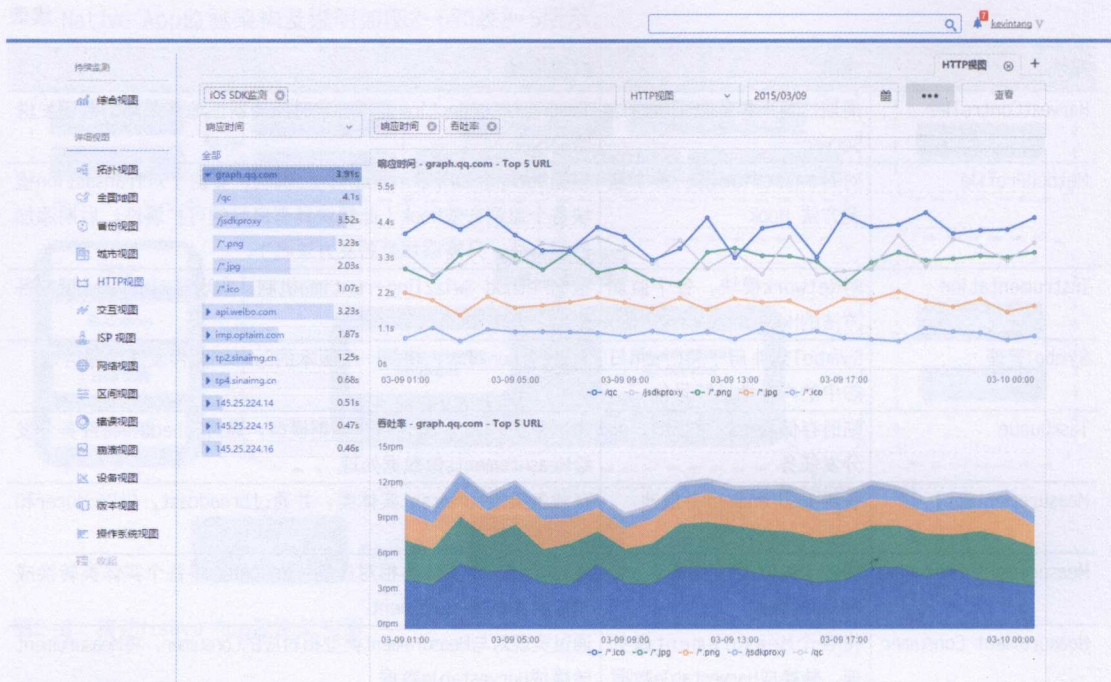 7
kevintang
持续监测
综合视图
详细视图
拓扑视图
全国地图
省份视图
城市视图
HTTP视图
交互视图
ISP 视图
网络视图
区间视图
错误视图
崩溃视图
设备视图
版本视图
操作系统视图
收起
HTTP视图
iOS SDK监测
HTTP视图
2015/03/09
查看
响应时间
响应时间
吞吐率
全部
graph.qq.com 3.91s
/qc 4.1s
/jsdkproxy 3.52s
/*.png 3.23s
/*.jpg 2.03s
/*.ico 1.07s
api.weibo.com 3.23s
imp.optaim.com 1.87s
tp2.sinaimg.cn 1.25s
tp4.sinaimg.cn 0.68s
145.25.224.14 0.51s
145.25.224.15 0.47s
145.25.224.16 0.46s
响应时间 - graph.qq.com - Top 5 URL
5.5s
4.4s
3.3s
2.2s
1.1s
0s
03-09 01:00 03-09 05:00 03-09 09:00 03-09 13:00 03-09 17:00 03-10 00:00
/qc /jsdkproxy /*.png /*.jpg /*.ico
吞吐率 - graph.qq.com - Top 5 URL
15rpm
12rpm
9rpm
6rpm
3rpm
0rpm
03-09 01:00 03-09 05:00 03-09 09:00 03-09 13:00 03-09 17:00 03-10 00:00
/*.ico /*.jpg /*.png /jsdkproxy /qc